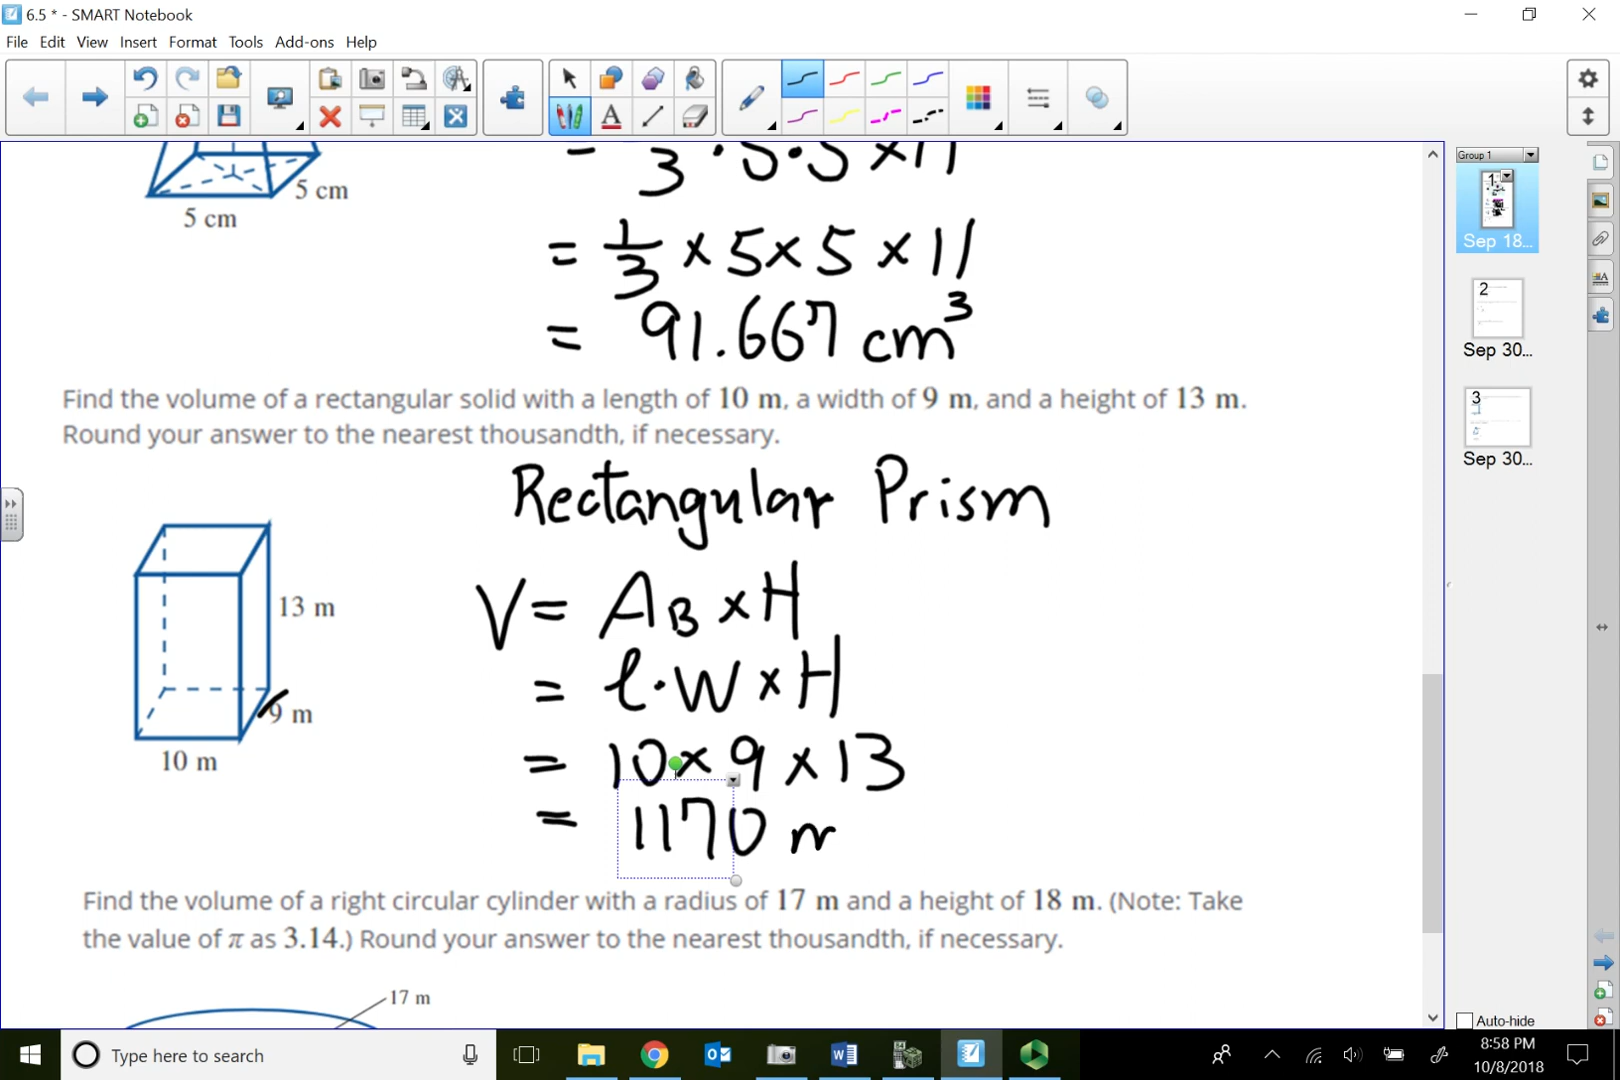 6.5 * - SMART Notebook
File Edit View Insert Format Tools Add-ons Help
Group 1
1
Sep 18...
2
Sep 30...
3
Sep 30...
5 cm
5 cm
= 3 · 5 · 5 × 11
= 1/3 × 5 × 5 × 11
= 91.667 cm³
Find the volume of a rectangular solid with a length of 10 m, a width of 9 m, and a height of 13 m.
Round your answer to the nearest thousandth, if necessary.
Rectangular Prism
13 m
9 m
10 m
V = AB × H
= l · W × H
= 10 × 9 × 13
= 1170 m
Find the volume of a right circular cylinder with a radius of 17 m and a height of 18 m. (Note: Take
the value of π as 3.14.) Round your answer to the nearest thousandth, if necessary.
17 m
Auto-hide
Type here to search
8:58 PM
10/8/2018